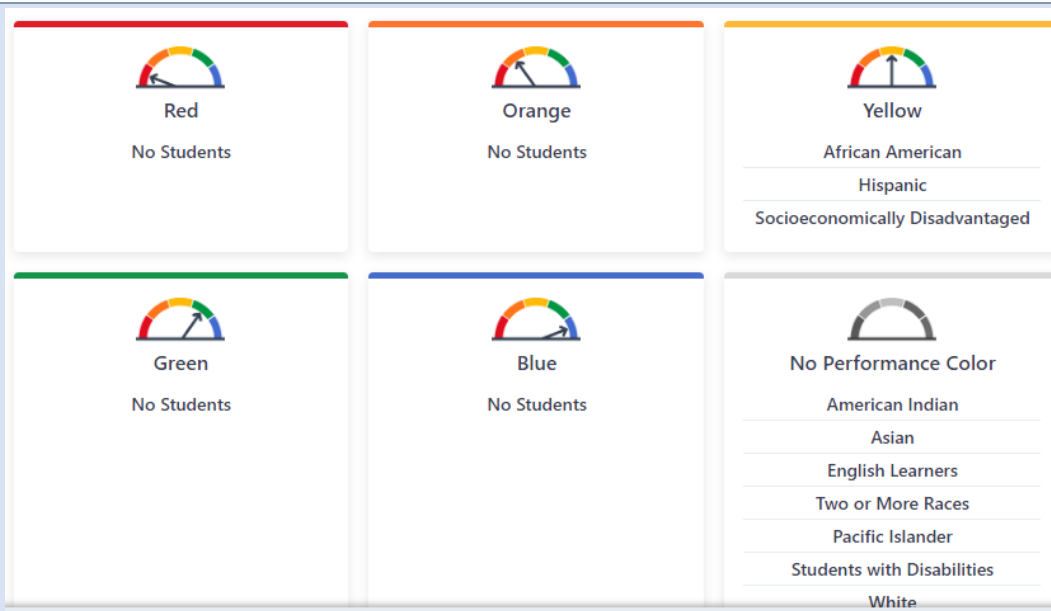 Red
No Students
Orange
No Students
Yellow
African American
Hispanic
Socioeconomically Disadvantaged
Green
No Students
Blue
No Students
No Performance Color
American Indian
Asian
English Learners
Two or More Races
Pacific Islander
Students with Disabilities
White